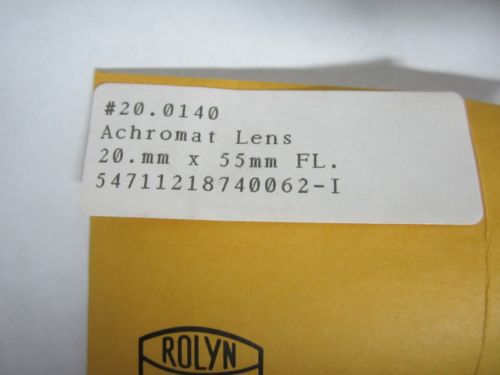 #20.0140
Achromat Lens
20.mm x 55mm FL.
54711218740062-I
ROLYN